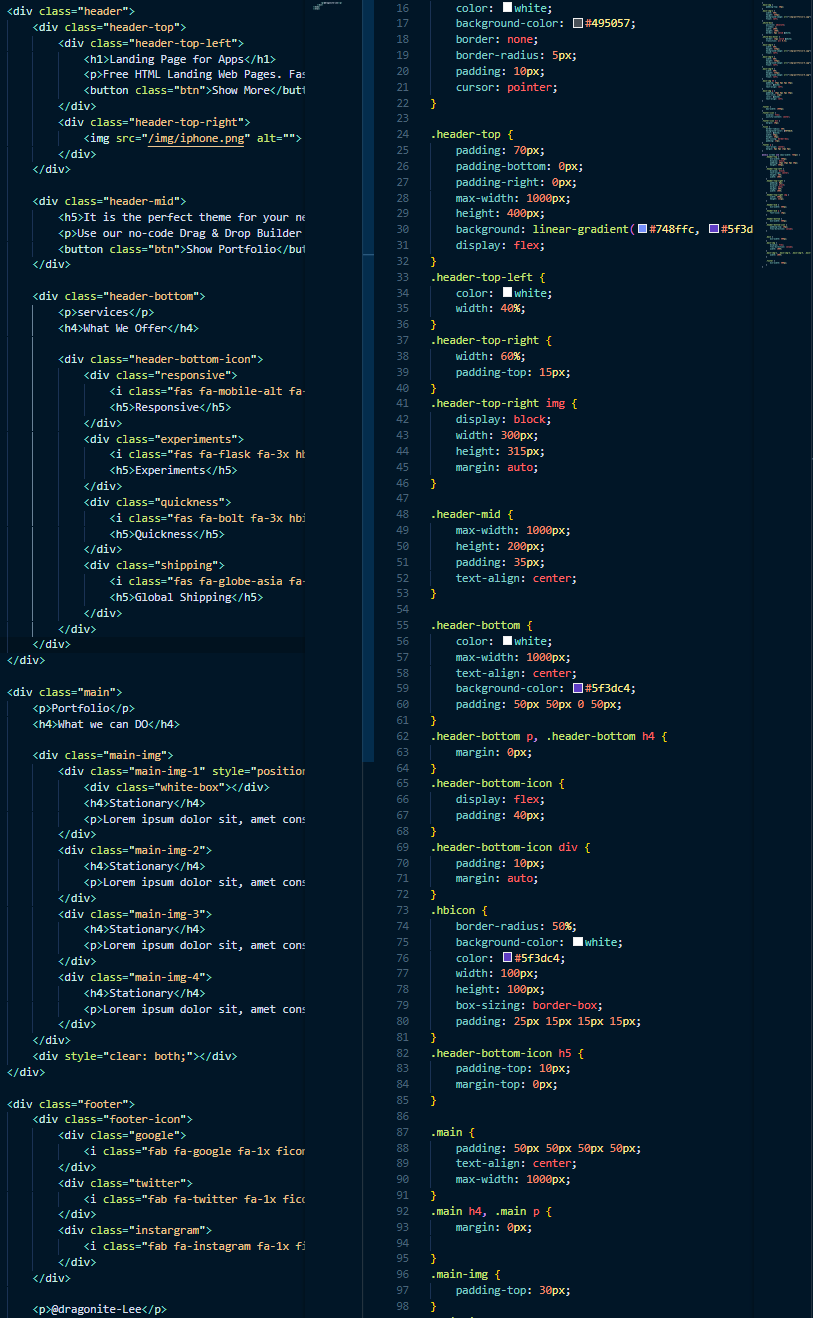 <div class="header">
<div class="header-top">
<div class="header-top-left">
<h1>Landing Page for Apps</h1>
<p>Free HTML Landing Web Pages. Fas
<button class="btn">Show More</butt
</div>
<div class="header-top-right">
<img src="/img/iphone.png" alt="">
</div>
</div>
<div class="header-mid">
<h5>It is the perfect theme for your ne
<p>Use our no-code Drag & Drop Builder
<button class="btn">Show Portfolio</but
</div>
<div class="header-bottom">
<p>services</p>
<h4>What We Offer</h4>
<div class="header-bottom-icon">
<div class="responsive">
<i class="fas fa-mobile-alt fa-
<h5>Responsive</h5>
</div>
<div class="experiments">
<i class="fas fa-flask fa-3x hb
<h5>Experiments</h5>
</div>
<div class="quickness">
<i class="fas fa-bolt fa-3x hbi
<h5>Quickness</h5>
</div>
<div class="shipping">
<i class="fas fa-globe-asia fa-
<h5>Global Shipping</h5>
</div>
</div>
</div>
</div>
<div class="main">
<p>Portfolio</p>
<h4>What we can DO</h4>
<div class="main-img">
<div class="main-img-1" style="position
<div class="white-box"></div>
<h4>Stationary</h4>
<p>Lorem ipsum dolor sit, amet cons
</div>
<div class="main-img-2">
<h4>Stationary</h4>
<p>Lorem ipsum dolor sit, amet cons
</div>
<div class="main-img-3">
<h4>Stationary</h4>
<p>Lorem ipsum dolor sit, amet cons
</div>
<div class="main-img-4">
<h4>Stationary</h4>
<p>Lorem ipsum dolor sit, amet cons
</div>
</div>
<div style="clear: both;"></div>
</div>
<div class="footer">
<div class="footer-icon">
<div class="google">
<i class="fab fa-google fa-1x ficon
</div>
<div class="twitter">
<i class="fab fa-twitter fa-1x fico
</div>
<div class="instargram">
<i class="fab fa-instagram fa-1x fi
</div>
</div>
<p>@dragonite-Lee</p>
16 color: white;
17 background-color: #495057;
18 border: none;
19 border-radius: 5px;
20 padding: 10px;
21 cursor: pointer;
22 }
23
24 .header-top {
25 padding: 70px;
26 padding-bottom: 0px;
27 padding-right: 0px;
28 max-width: 1000px;
29 height: 400px;
30 background: linear-gradient(#748ffc, #5f3d
31 display: flex;
32 }
33 .header-top-left {
34 color: white;
35 width: 40%;
36 }
37 .header-top-right {
38 width: 60%;
39 padding-top: 15px;
40 }
41 .header-top-right img {
42 display: block;
43 width: 300px;
44 height: 315px;
45 margin: auto;
46 }
47
48 .header-mid {
49 max-width: 1000px;
50 height: 200px;
51 padding: 35px;
52 text-align: center;
53 }
54
55 .header-bottom {
56 color: white;
57 max-width: 1000px;
58 text-align: center;
59 background-color: #5f3dc4;
60 padding: 50px 50px 0 50px;
61 }
62 .header-bottom p, .header-bottom h4 {
63 margin: 0px;
64 }
65 .header-bottom-icon {
66 display: flex;
67 padding: 40px;
68 }
69 .header-bottom-icon div {
70 padding: 10px;
71 margin: auto;
72 }
73 .hbicon {
74 border-radius: 50%;
75 background-color: white;
76 color: #5f3dc4;
77 width: 100px;
78 height: 100px;
79 box-sizing: border-box;
80 padding: 25px 15px 15px 15px;
81 }
82 .header-bottom-icon h5 {
83 padding-top: 10px;
84 margin-top: 0px;
85 }
86
87 .main {
88 padding: 50px 50px 50px 50px;
89 text-align: center;
90 max-width: 1000px;
91 }
92 .main h4, .main p {
93 margin: 0px;
94
95 }
96 .main-img {
97 padding-top: 30px;
98 }